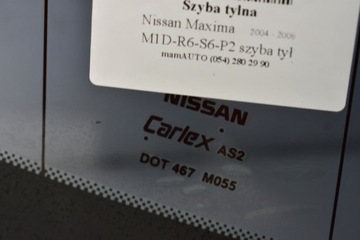 Szyba tylna
Nissan Maxima 2004 - 2006
M1D-R6-S6-P2 szyba tył
mamAUTO (054) 280 29 90
NISSAN
Carlex AS2
DOT 467 M055